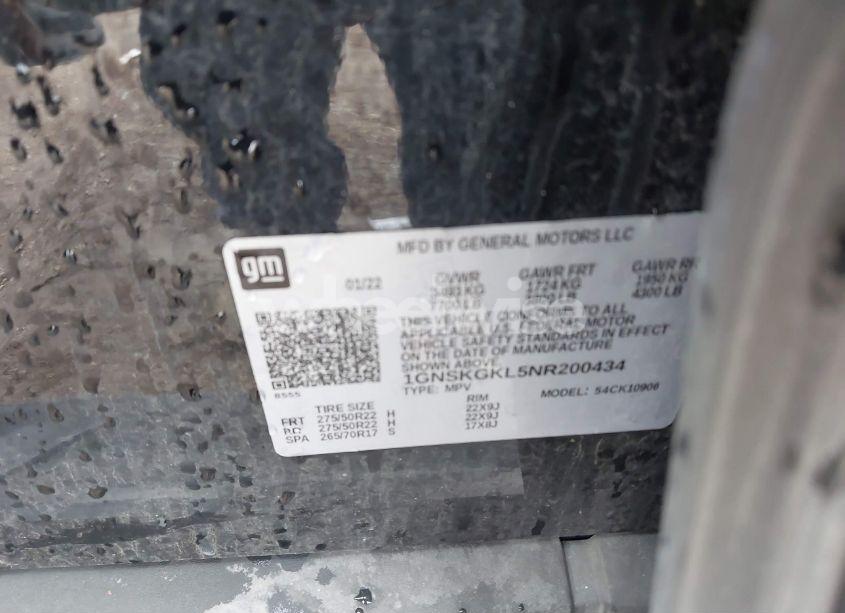 gm
MFD BY GENERAL MOTORS LLC
01/22
GVWR GAWR FRT GAWR RR
KG 1724 KG 1950 KG
LB LB 4300 LB
THIS VEHICLE CONFORMS TO ALL
APPLICABLE U.S. FEDERAL MOTOR
VEHICLE SAFETY STANDARDS IN EFFECT
ON THE DATE OF MANUFACTURE
SHOWN ABOVE.
1GNSKGKL5NR200434
TYPE: MPV MODEL: 54CK10906
8555
TIRE SIZE RIM
FRT 275/50R22 H 22X9J
275/50R22 H 22X9J
SPA 265/70R17 S 17X8J